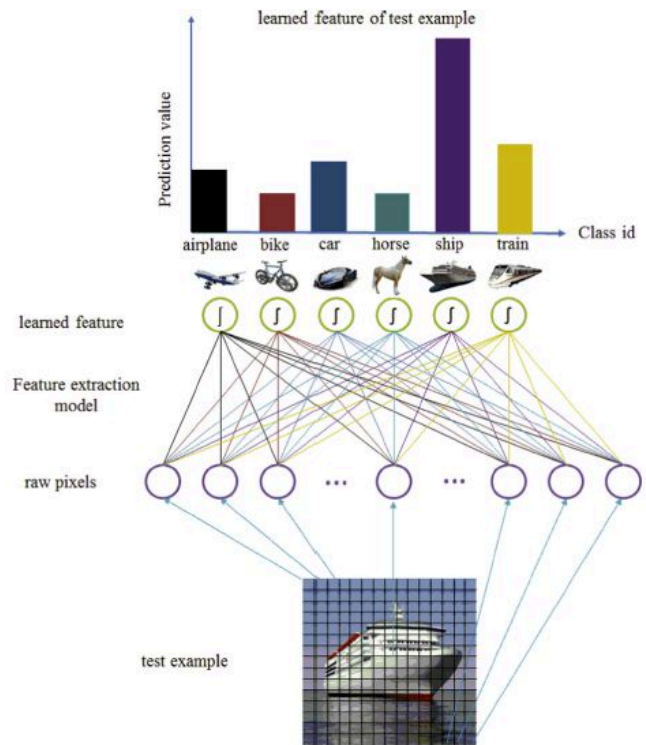 learned feature of test example
Prediction value
Class id
airplane bike car horse ship train
learned feature
∫ ∫ ∫ ∫ ∫ ∫
Feature extraction
model
raw pixels
... ...
test example